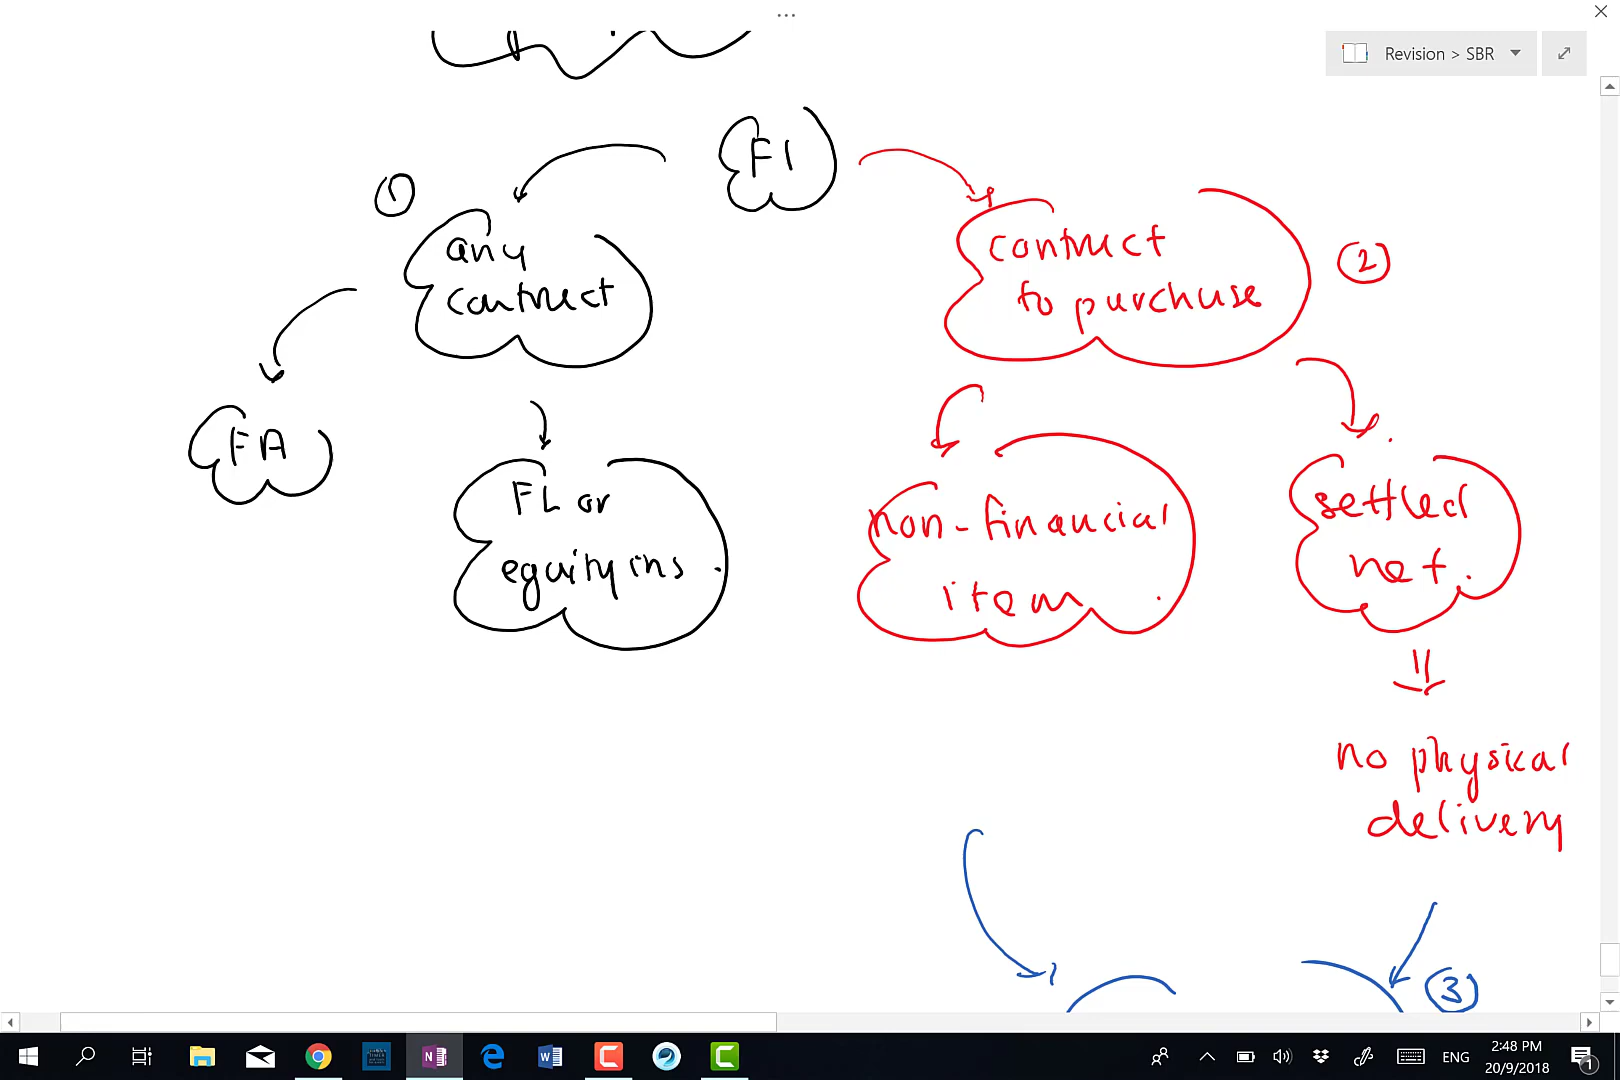 Revision > SBR
FI
①
any
contract
contract
to purchase
②
FA
FL or
equity ins.
non-financial
item.
settled
net.
no physical
delivery
③
ENG
2:48 PM
20/9/2018
1